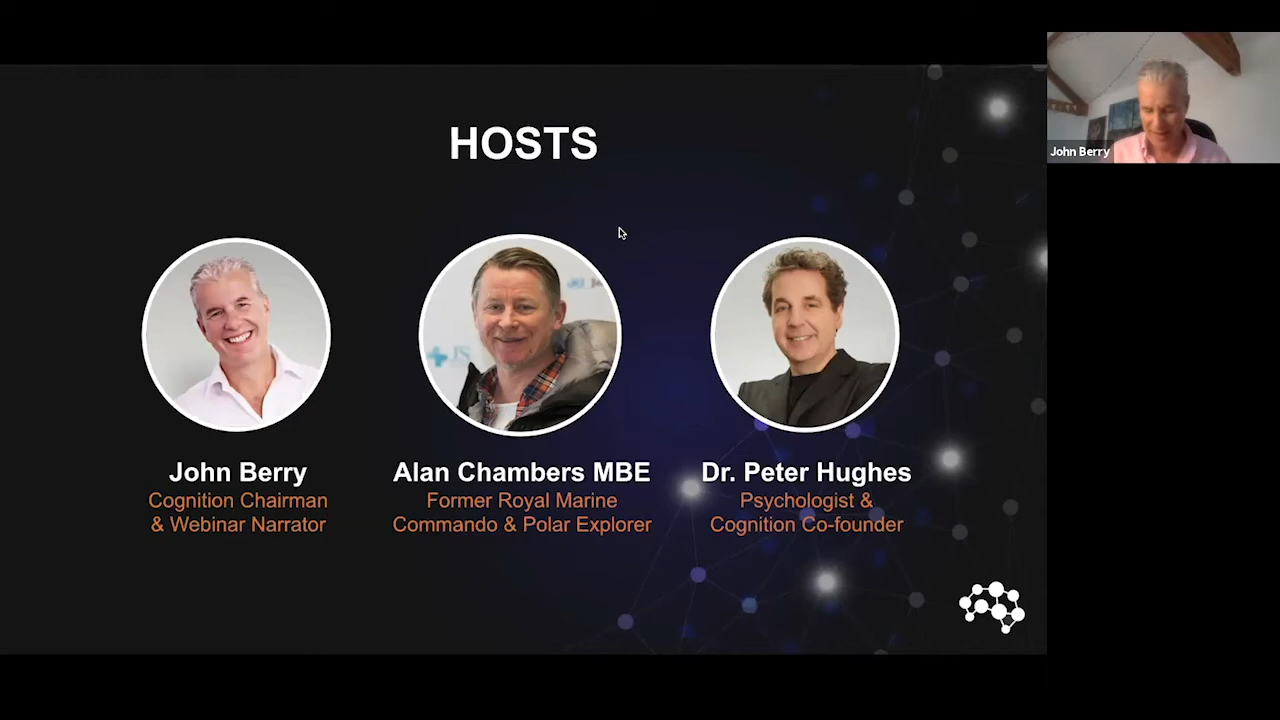 HOSTS
John Berry
John Berry
Cognition Chairman
& Webinar Narrator
Alan Chambers MBE
Former Royal Marine
Commando & Polar Explorer
Dr. Peter Hughes
Psychologist &
Cognition Co-founder